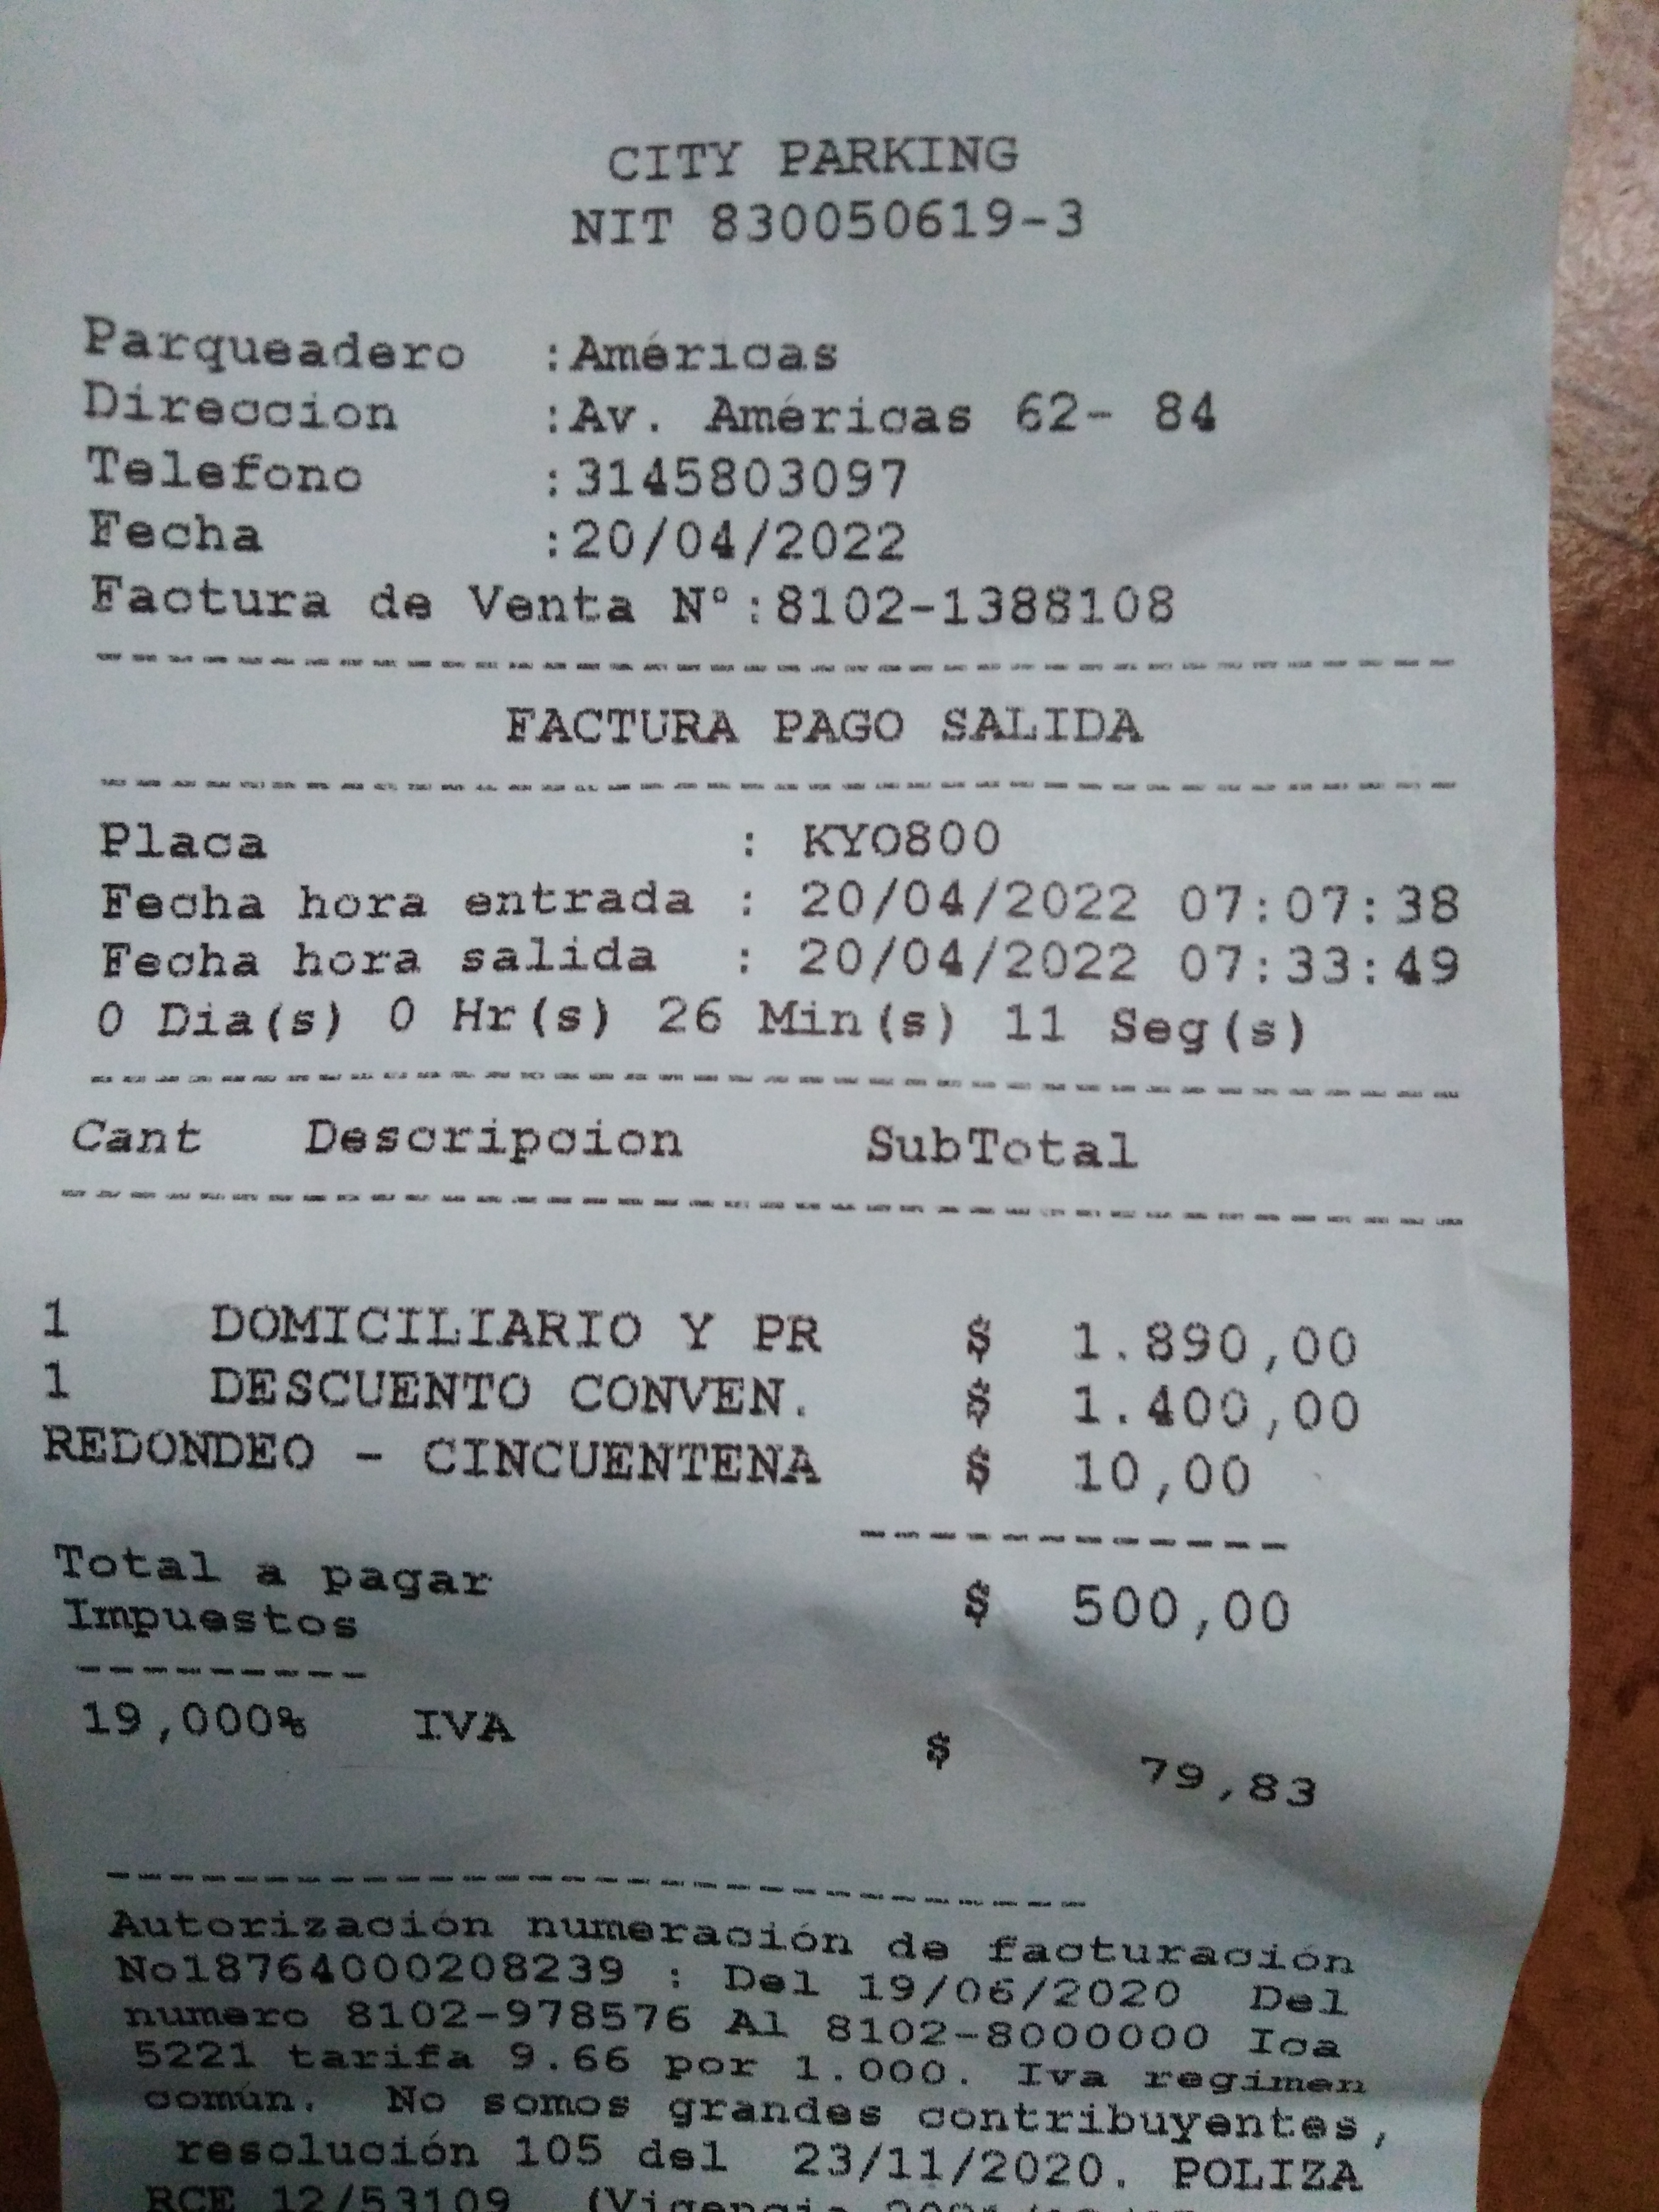 CITY PARKING
NIT 830050619-3
Parqueadero :Américas
Direccion :Av. Américas 62- 84
Telefono :3145803097
Fecha :20/04/2022
Factura de Venta N°:8102-1388108
FACTURA PAGO SALIDA
Placa : KYO800
Fecha hora entrada : 20/04/2022 07:07:38
Fecha hora salida : 20/04/2022 07:33:49
0 Dia(s) 0 Hr(s) 26 Min(s) 11 Seg(s)
Cant Descripcion SubTotal
1 DOMICILIARIO Y PR $ 1.890,00
1 DESCUENTO CONVEN. $ 1.400,00
REDONDEO - CINCUENTENA $ 10,00
Total a pagar $ 500,00
Impuestos
19,000% IVA $ 79,83
Autorización numeración de facturación
No18764000208239 : Del 19/06/2020 Del
numero 8102-978576 Al 8102-8000000 Ica
5221 tarifa 9.66 por 1.000. Iva regimen
común. No somos grandes contribuyentes,
resolución 105 del 23/11/2020. POLIZA
RCE 12/53109 (Vigencia